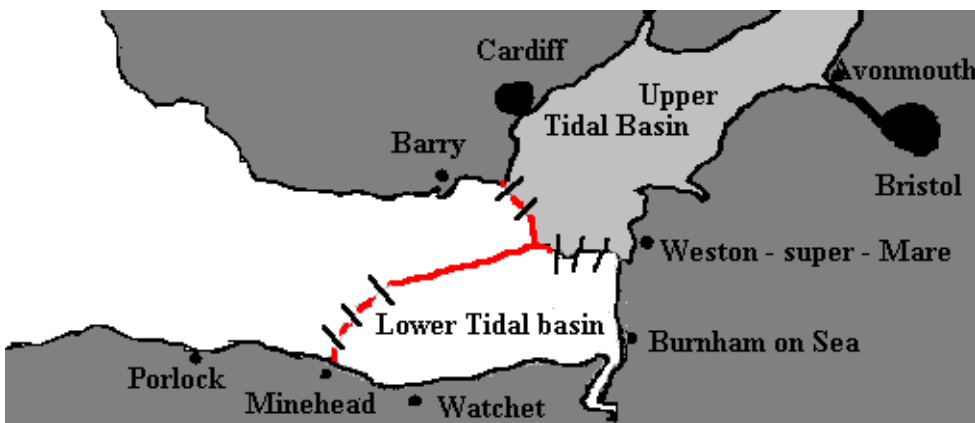 Cardiff
Avonmouth
Upper
Tidal Basin
Barry
Bristol
Weston - super - Mare
Lower Tidal basin
Burnham on Sea
Porlock
Minehead
Watchet